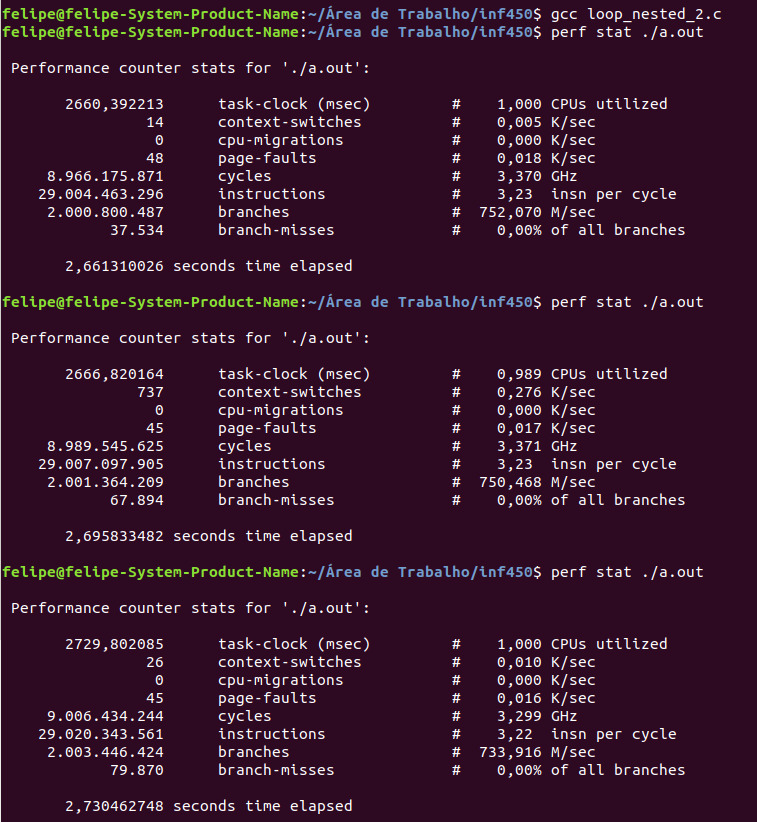 felipe@felipe-System-Product-Name:~/Área de Trabalho/inf450$ gcc loop_nested_2.c
felipe@felipe-System-Product-Name:~/Área de Trabalho/inf450$ perf stat ./a.out
Performance counter stats for './a.out':
2660,392213 task-clock (msec) # 1,000 CPUs utilized
14 context-switches # 0,005 K/sec
0 cpu-migrations # 0,000 K/sec
48 page-faults # 0,018 K/sec
8.966.175.871 cycles # 3,370 GHz
29.004.463.296 instructions # 3,23 insn per cycle
2.000.800.487 branches # 752,070 M/sec
37.534 branch-misses # 0,00% of all branches
2,661310026 seconds time elapsed
felipe@felipe-System-Product-Name:~/Área de Trabalho/inf450$ perf stat ./a.out
Performance counter stats for './a.out':
2666,820164 task-clock (msec) # 0,989 CPUs utilized
737 context-switches # 0,276 K/sec
0 cpu-migrations # 0,000 K/sec
45 page-faults # 0,017 K/sec
8.989.545.625 cycles # 3,371 GHz
29.007.097.905 instructions # 3,23 insn per cycle
2.001.364.209 branches # 750,468 M/sec
67.894 branch-misses # 0,00% of all branches
2,695833482 seconds time elapsed
felipe@felipe-System-Product-Name:~/Área de Trabalho/inf450$ perf stat ./a.out
Performance counter stats for './a.out':
2729,802085 task-clock (msec) # 1,000 CPUs utilized
26 context-switches # 0,010 K/sec
0 cpu-migrations # 0,000 K/sec
45 page-faults # 0,016 K/sec
9.006.434.244 cycles # 3,299 GHz
29.020.343.561 instructions # 3,22 insn per cycle
2.003.446.424 branches # 733,916 M/sec
79.870 branch-misses # 0,00% of all branches
2,730462748 seconds time elapsed